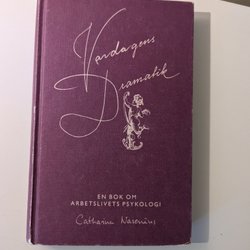 Vardagens
Dramatik
EN BOK OM
ARBETSLIVETS PSYKOLOGI
Catharina Nasenius